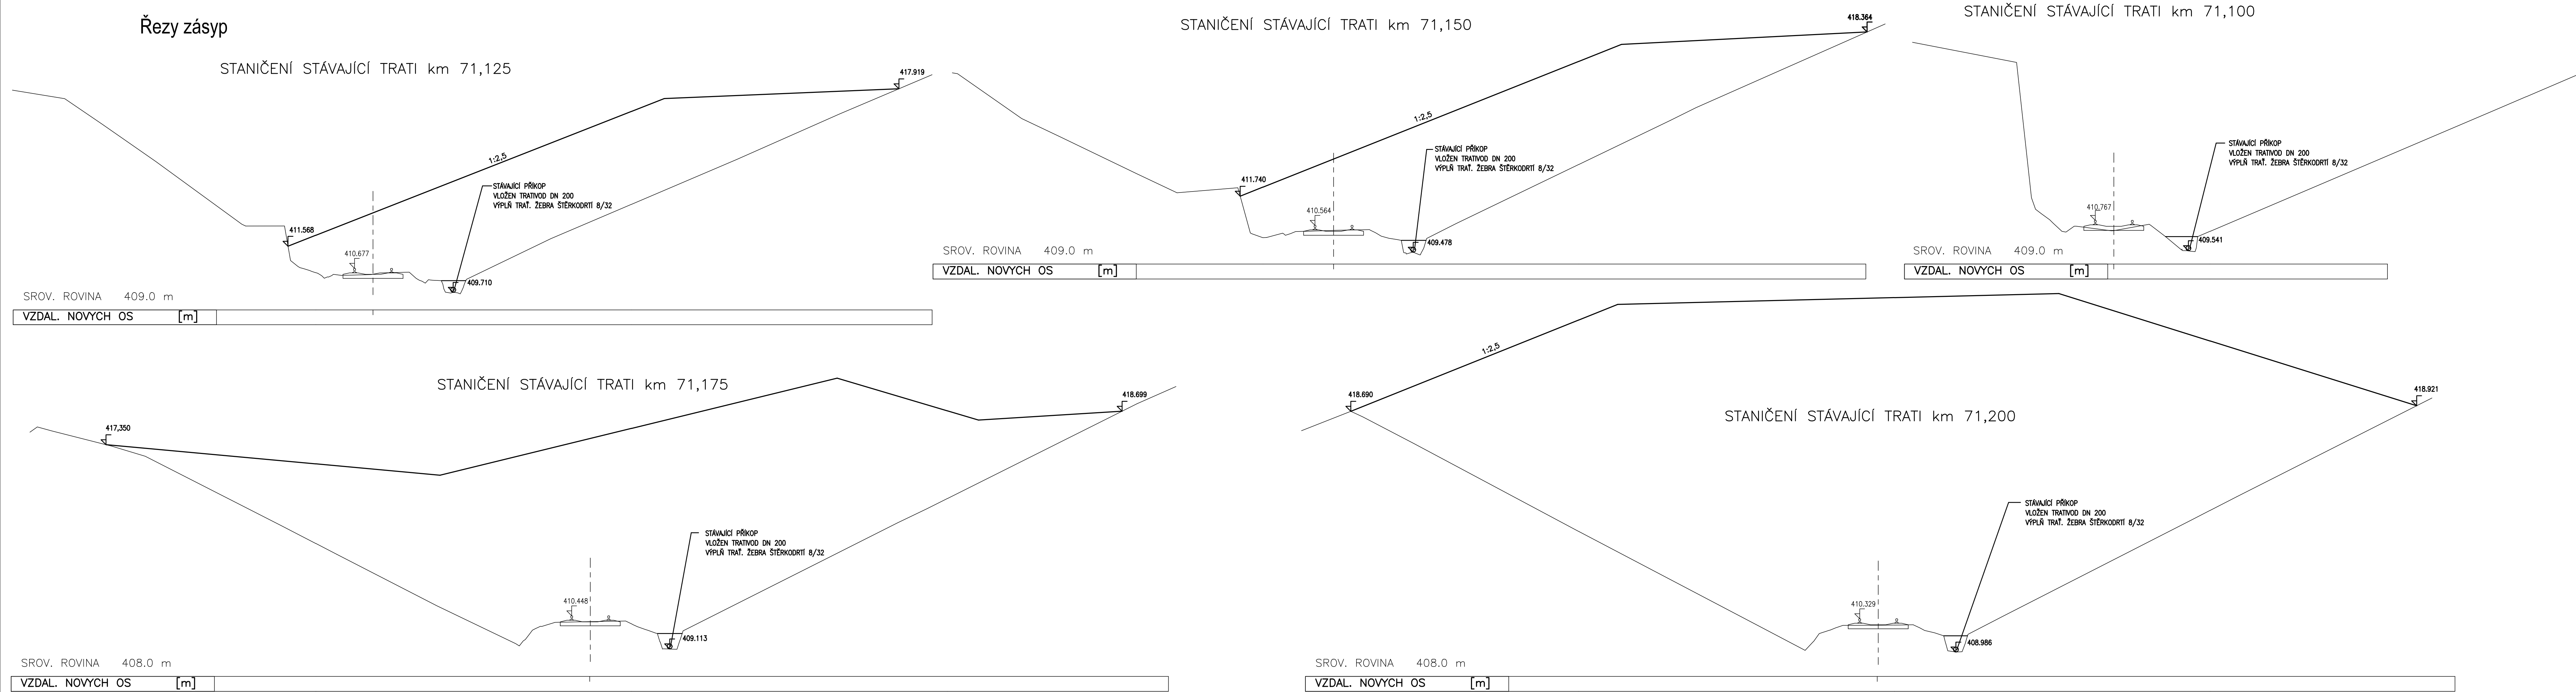 Řezy zásyp
STANIČENÍ STÁVAJÍCÍ TRATI km 71,125
417.919
1:2,5
STÁVAJÍCÍ PŘÍKOP
VLOŽEN TRATIVOD DN 200
VÝPLŇ TRAŤ. ŽEBRA ŠTĚRKODRTÍ 8/32
411.568
410.677
409.710
SROV. ROVINA 409.0 m
VZDAL. NOVYCH OS [m]
STANIČENÍ STÁVAJÍCÍ TRATI km 71,150
418.364
1:2,5
STÁVAJÍCÍ PŘÍKOP
VLOŽEN TRATIVOD DN 200
VÝPLŇ TRAŤ. ŽEBRA ŠTĚRKODRTÍ 8/32
411.740
410.564
409.478
SROV. ROVINA 409.0 m
VZDAL. NOVYCH OS [m]
STANIČENÍ STÁVAJÍCÍ TRATI km 71,100
STÁVAJÍCÍ PŘÍKOP
VLOŽEN TRATIVOD DN 200
VÝPLŇ TRAŤ. ŽEBRA ŠTĚRKODRTÍ 8/32
410.767
409.541
SROV. ROVINA 409.0 m
VZDAL. NOVYCH OS [m]
STANIČENÍ STÁVAJÍCÍ TRATI km 71,175
418.699
417,350
STÁVAJÍCÍ PŘÍKOP
VLOŽEN TRATIVOD DN 200
VÝPLŇ TRAŤ. ŽEBRA ŠTĚRKODRTÍ 8/32
410.448
409.113
SROV. ROVINA 408.0 m
VZDAL. NOVYCH OS [m]
1:2,5
418.690
418.921
STANIČENÍ STÁVAJÍCÍ TRATI km 71,200
STÁVAJÍCÍ PŘÍKOP
VLOŽEN TRATIVOD DN 200
VÝPLŇ TRAŤ. ŽEBRA ŠTĚRKODRTÍ 8/32
410.329
408.986
SROV. ROVINA 408.0 m
VZDAL. NOVYCH OS [m]